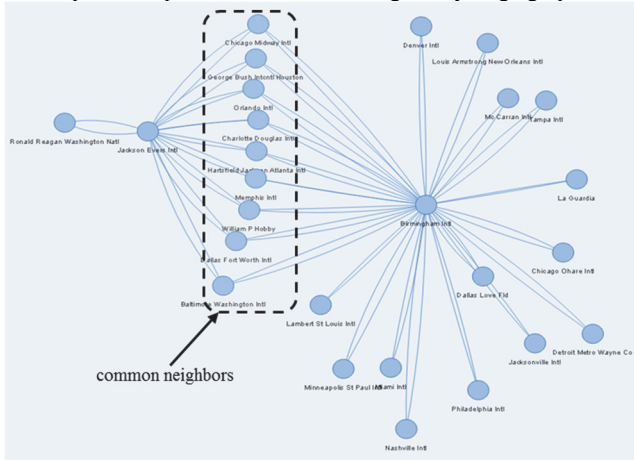 Chicago Midway Intl
George Bush Intcntl Houston
Orlando Intl
Charlotte Douglas Intl
Hartsfield Jackson Atlanta Intl
Memphis Intl
William P Hobby
Dallas Fort Worth Intl
Baltimore Washington Intl
Ronald Reagan Washington Natl
Jackson Evers Intl
Birmingham Intl
Denver Intl
Louis Armstrong New Orleans Intl
Mc Carran Intl
Tampa Intl
La Guardia
Chicago Ohare Intl
Dallas Love Fld
Detroit Metro Wayne Co
Jacksonville Intl
Lambert St Louis Intl
Minneapolis St Paul Intl
Miami Intl
Philadelphia Intl
Nashville Intl
common neighbors